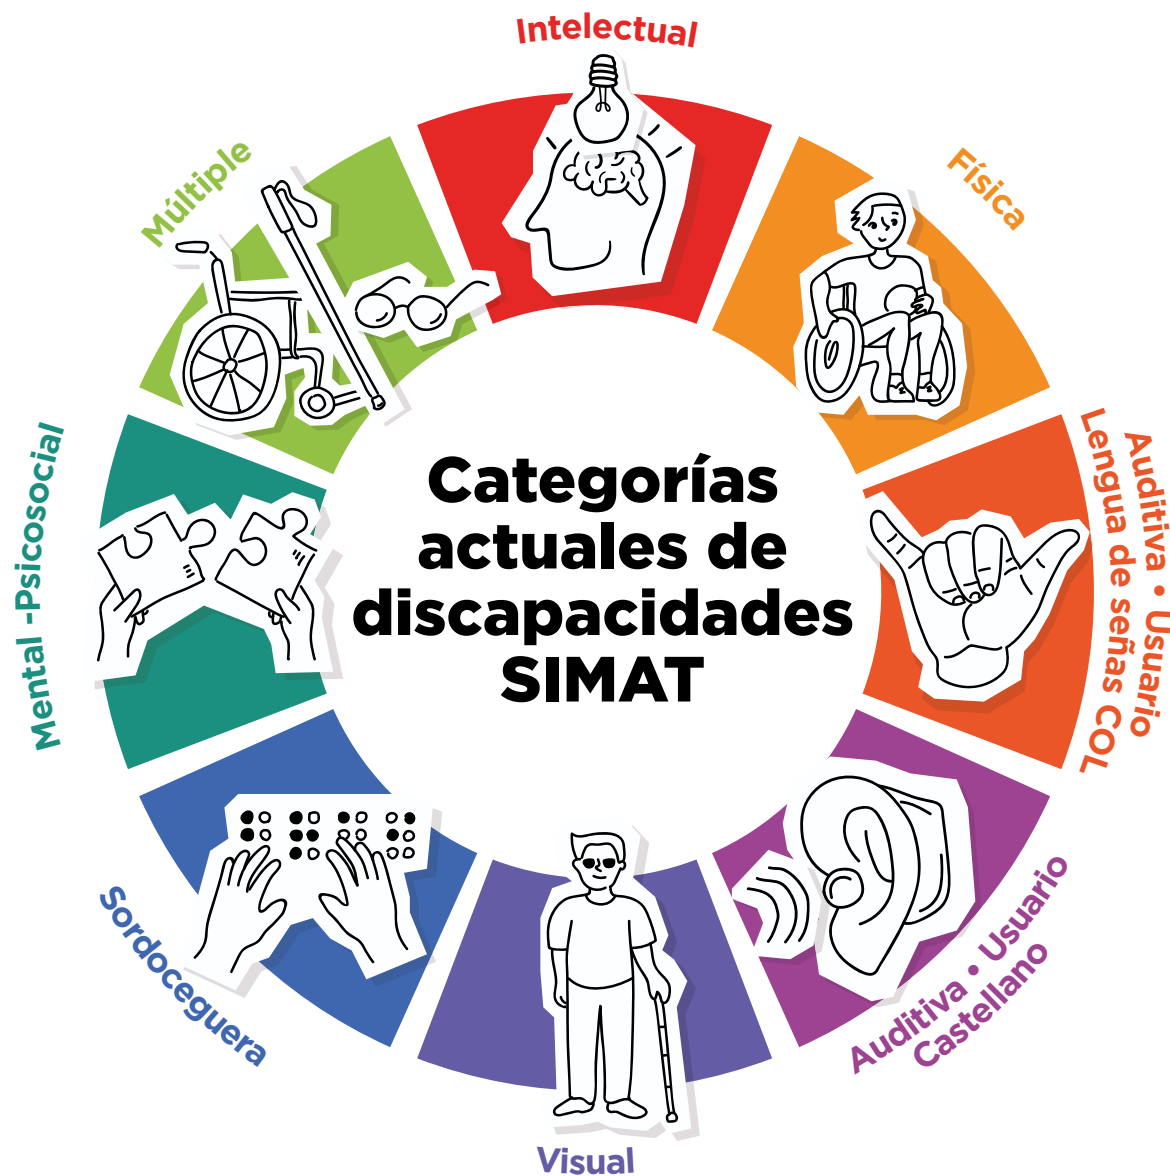 Intelectual
Física
Auditiva • Usuario
Lengua de señas COL
Auditiva • Usuario
Castellano
Visual
Sordoceguera
Mental -Psicosocial
Múltiple
Categorías
actuales de
discapacidades
SIMAT